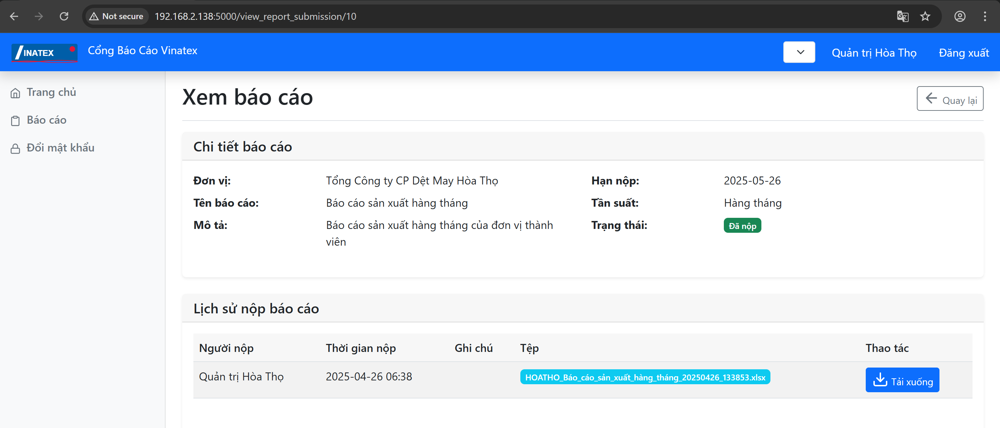 Not secure 192.168.2.138:5000/view_report_submission/10
INATEX Cổng Báo Cáo Vinatex Quản trị Hòa Thọ Đăng xuất
Trang chủ
Báo cáo
Đổi mật khẩu
Xem báo cáo
Quay lại
Chi tiết báo cáo
Đơn vị: Tổng Công ty CP Dệt May Hòa Thọ Hạn nộp: 2025-05-26
Tên báo cáo: Báo cáo sản xuất hàng tháng Tần suất: Hàng tháng
Mô tả: Báo cáo sản xuất hàng tháng của đơn vị thành Trạng thái: Đã nộp
viên
Lịch sử nộp báo cáo
Người nộp Thời gian nộp Ghi chú Tệp Thao tác
Quản trị Hòa Thọ 2025-04-26 06:38 HOATHO_Báo_cáo_sản_xuất_hàng_tháng_20250426_133853.xlsx Tải xuống